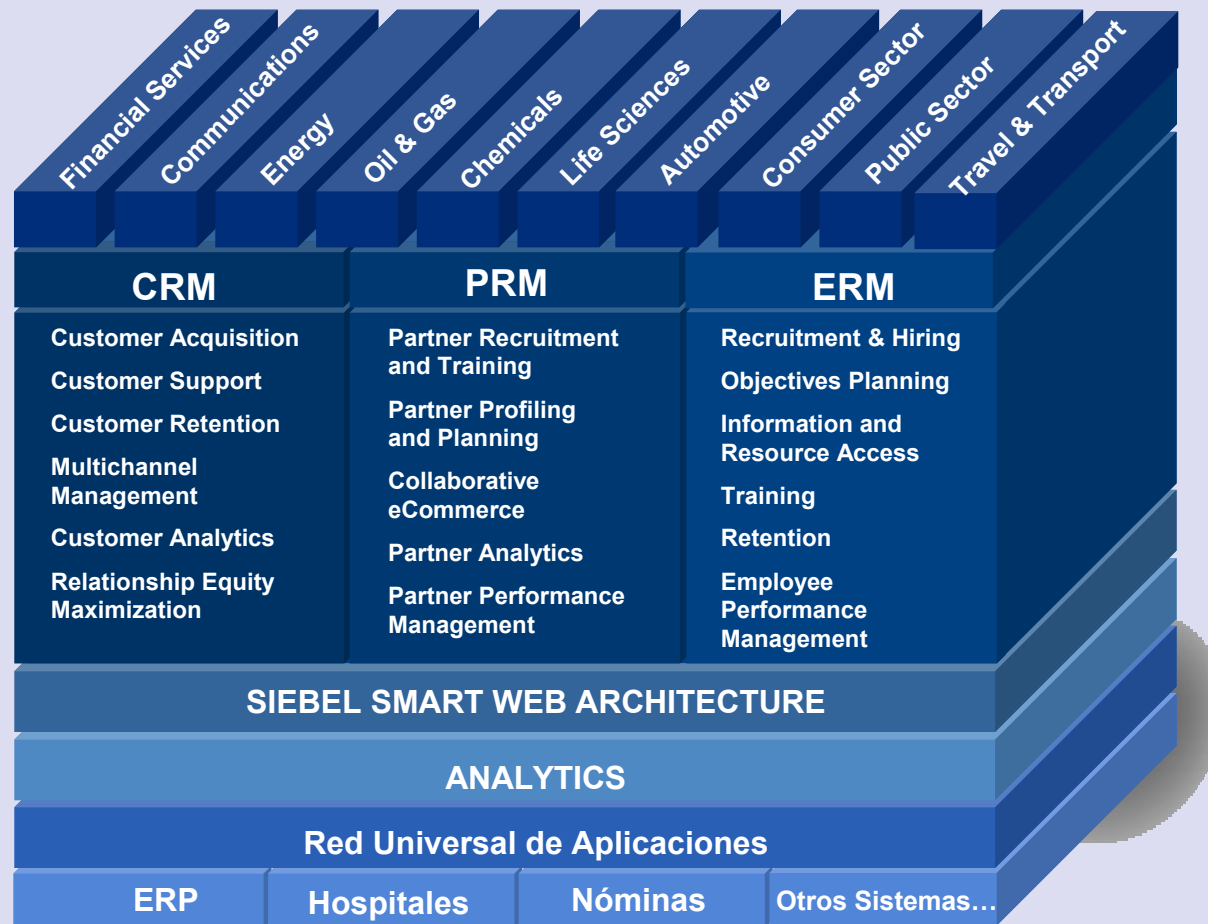 Financial Services
Communications
Energy
Oil & Gas
Chemicals
Life Sciences
Automotive
Consumer Sector
Public Sector
Travel & Transport
CRM
Customer Acquisition
Customer Support
Customer Retention
Multichannel
Management
Customer Analytics
Relationship Equity
Maximization
PRM
Partner Recruitment
and Training
Partner Profiling
and Planning
Collaborative
eCommerce
Partner Analytics
Partner Performance
Management
ERM
Recruitment & Hiring
Objectives Planning
Information and
Resource Access
Training
Retention
Employee
Performance
Management
SIEBEL SMART WEB ARCHITECTURE
ANALYTICS
Red Universal de Aplicaciones
ERP
Hospitales
Nóminas
Otros Sistemas…